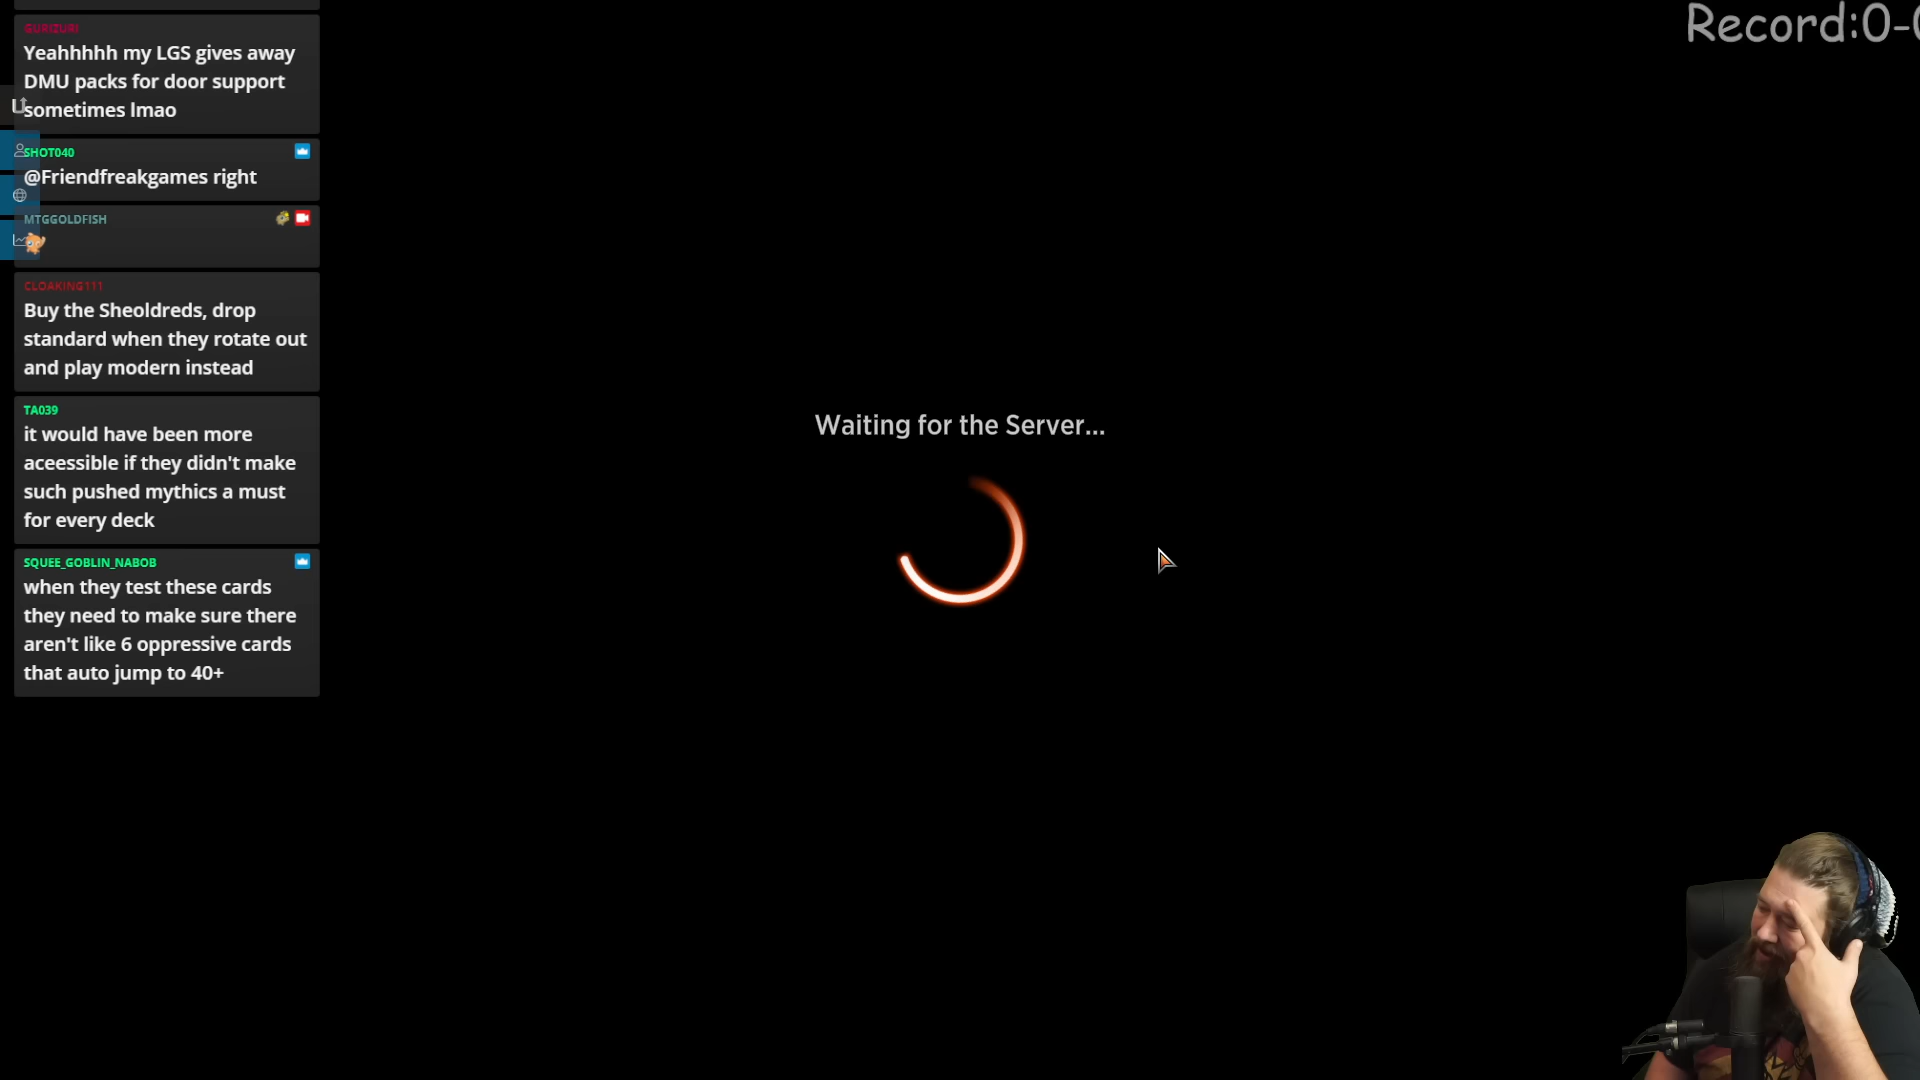 Record:0-0
GURIZURI
Yeahhhhh my LGS gives away
DMU packs for door support
sometimes lmao
SHOT040
@Friendfreakgames right
MTGGOLDFISH
CLOAKING111
Buy the Sheoldreds, drop
standard when they rotate out
and play modern instead
TA039
it would have been more
aceessible if they didn't make
such pushed mythics a must
for every deck
SQUEE_GOBLIN_NABOB
when they test these cards
they need to make sure there
aren't like 6 oppressive cards
that auto jump to 40+
Waiting for the Server...